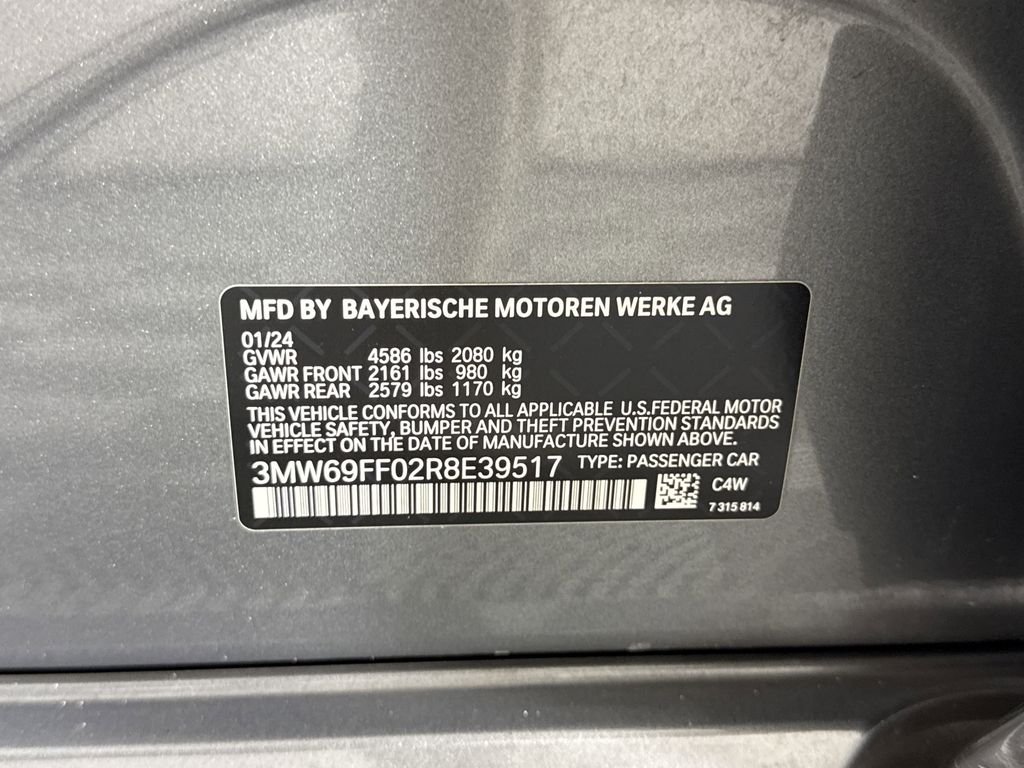 MFD BY BAYERISCHE MOTOREN WERKE AG
01/24
GVWR 4586 lbs 2080 kg
GAWR FRONT 2161 lbs 980 kg
GAWR REAR 2579 lbs 1170 kg
THIS VEHICLE CONFORMS TO ALL APPLICABLE U.S.FEDERAL MOTOR
VEHICLE SAFETY, BUMPER AND THEFT PREVENTION STANDARDS
IN EFFECT ON THE DATE OF MANUFACTURE SHOWN ABOVE.
3MW69FF02R8E39517 TYPE: PASSENGER CAR
C4W
7 315 814